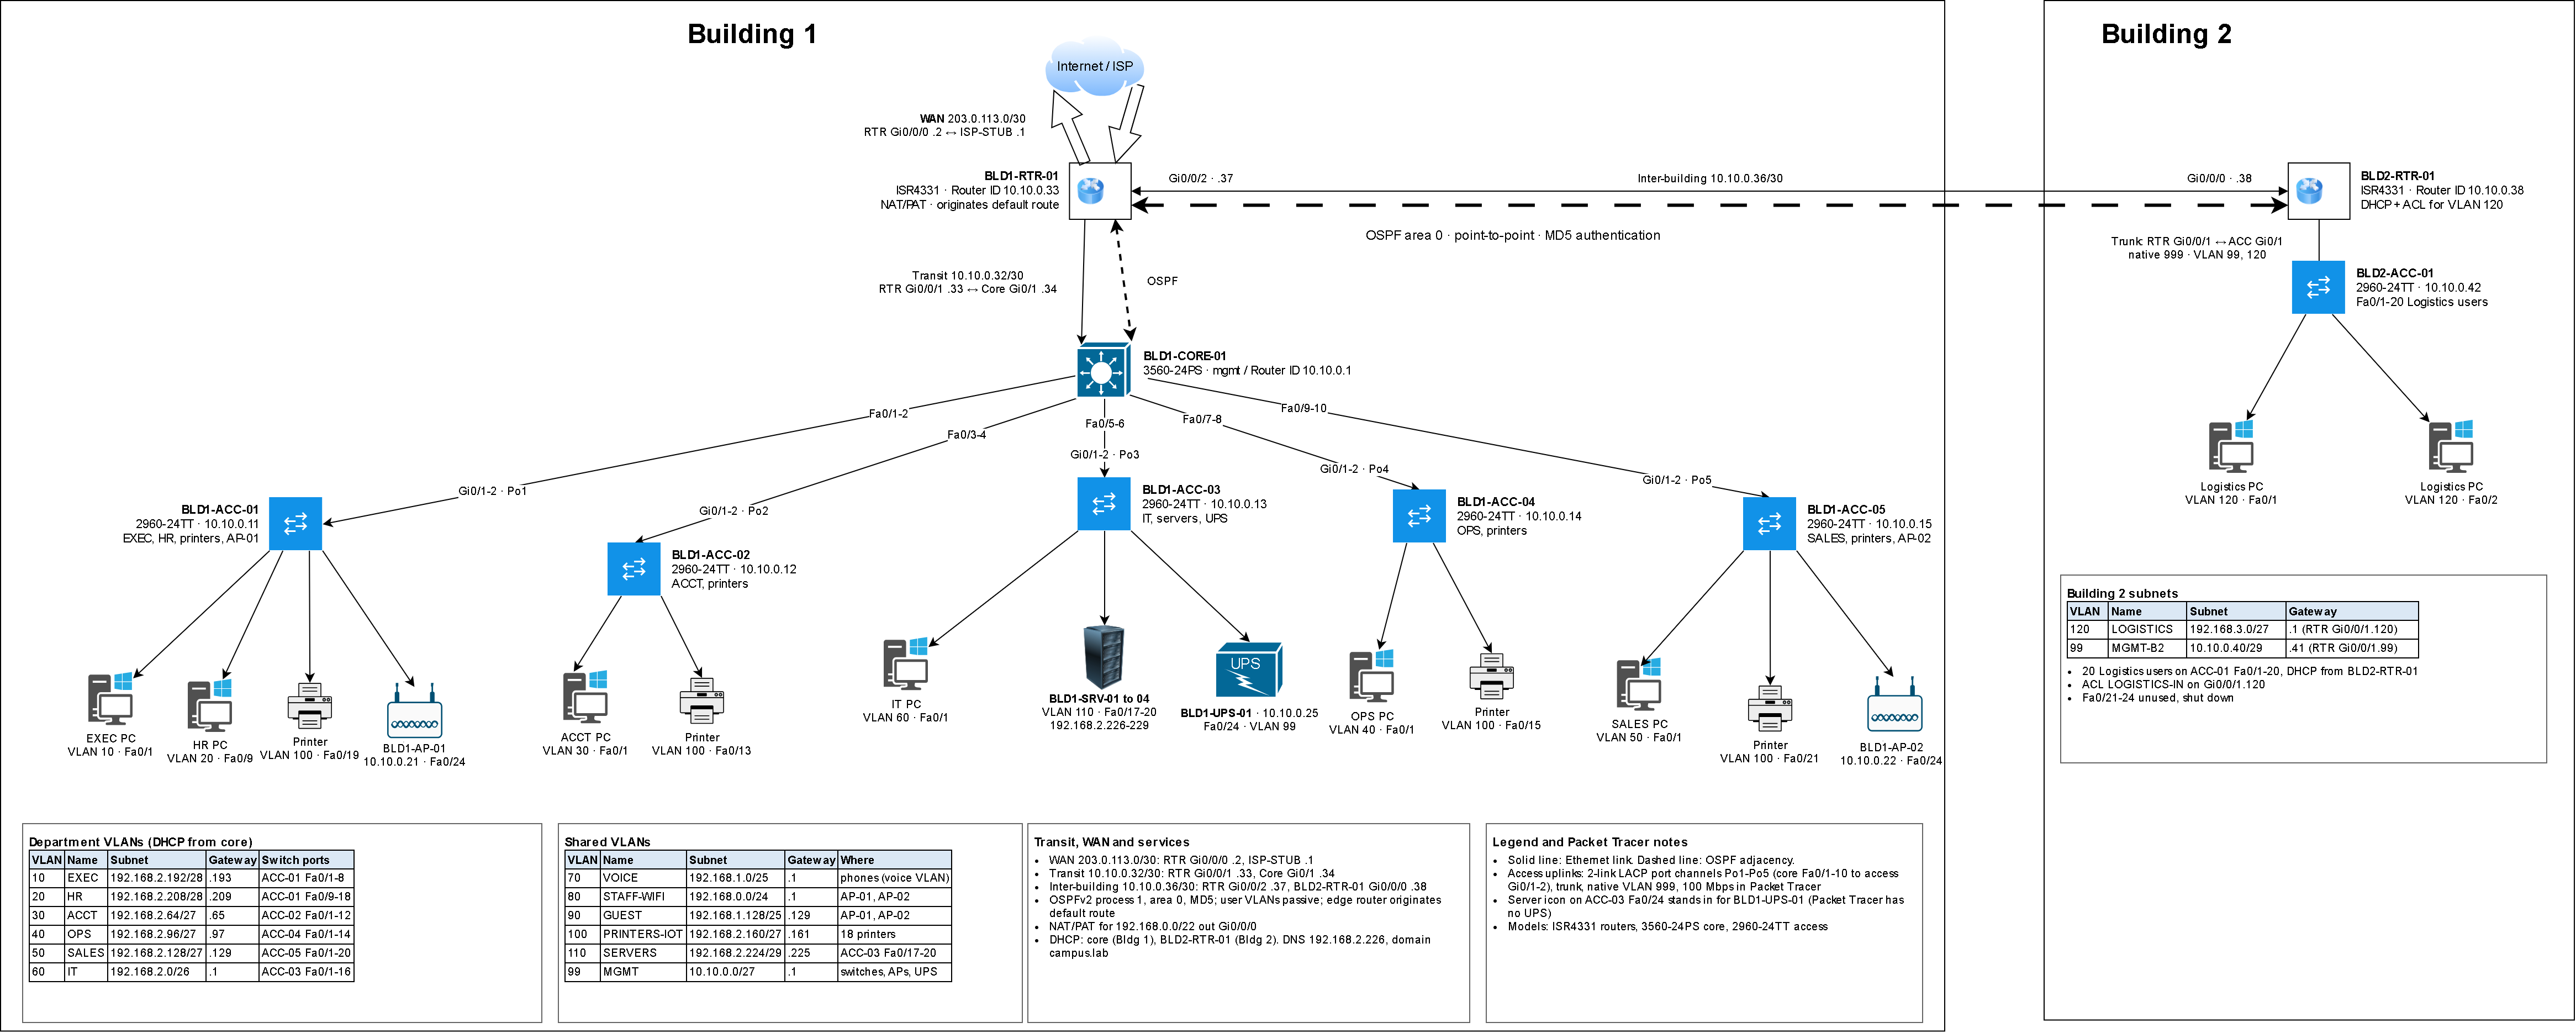 Building 1
Building 2
Internet / ISP
WAN 203.0.113.0/30
RTR Gi0/0/0 .2 ↔ ISP-STUB .1
BLD1-RTR-01
ISR4331 · Router ID 10.10.0.33
NAT/PAT · originates default route
Gi0/0/2 · .37
Inter-building 10.10.0.36/30
Gi0/0/0 · .38
OSPF area 0 · point-to-point · MD5 authentication
BLD2-RTR-01
ISR4331 · Router ID 10.10.0.38
DHCP + ACL for VLAN 120
Trunk: RTR Gi0/0/1 ↔ ACC Gi0/1
native 999 · VLAN 99, 120
BLD2-ACC-01
2960-24TT · 10.10.0.42
Fa0/1-20 Logistics users
Transit 10.10.0.32/30
RTR Gi0/0/1 .33 ↔ Core Gi0/1 .34
OSPF
BLD1-CORE-01
3560-24PS · mgmt / Router ID 10.10.0.1
Fa0/1-2
Fa0/3-4
Fa0/5-6
Fa0/7-8
Fa0/9-10
Gi0/1-2 · Po1
Gi0/1-2 · Po2
Gi0/1-2 · Po3
Gi0/1-2 · Po4
Gi0/1-2 · Po5
BLD1-ACC-01
2960-24TT · 10.10.0.11
EXEC, HR, printers, AP-01
BLD1-ACC-02
2960-24TT · 10.10.0.12
ACCT, printers
BLD1-ACC-03
2960-24TT · 10.10.0.13
IT, servers, UPS
BLD1-ACC-04
2960-24TT · 10.10.0.14
OPS, printers
BLD1-ACC-05
2960-24TT · 10.10.0.15
SALES, printers, AP-02
Logistics PC
VLAN 120 · Fa0/1
Logistics PC
VLAN 120 · Fa0/2
EXEC PC
VLAN 10 · Fa0/1
HR PC
VLAN 20 · Fa0/9
Printer
VLAN 100 · Fa0/19
BLD1-AP-01
10.10.0.21 · Fa0/24
ACCT PC
VLAN 30 · Fa0/1
Printer
VLAN 100 · Fa0/13
IT PC
VLAN 60 · Fa0/1
BLD1-SRV-01 to 04
VLAN 110 · Fa0/17-20
192.168.2.226-229
UPS
BLD1-UPS-01 · 10.10.0.25
Fa0/24 · VLAN 99
OPS PC
VLAN 40 · Fa0/1
Printer
VLAN 100 · Fa0/15
SALES PC
VLAN 50 · Fa0/1
Printer
VLAN 100 · Fa0/21
BLD1-AP-02
10.10.0.22 · Fa0/24
Building 2 subnets
VLAN Name Subnet Gateway
120 LOGISTICS 192.168.3.0/27 .1 (RTR Gi0/0/1.120)
99 MGMT-B2 10.10.0.40/29 .41 (RTR Gi0/0/1.99)
• 20 Logistics users on ACC-01 Fa0/1-20, DHCP from BLD2-RTR-01
• ACL LOGISTICS-IN on Gi0/0/1.120
• Fa0/21-24 unused, shut down
Department VLANs (DHCP from core)
VLAN Name Subnet Gateway Switch ports
10 EXEC 192.168.2.192/28 .193 ACC-01 Fa0/1-8
20 HR 192.168.2.208/28 .209 ACC-01 Fa0/9-18
30 ACCT 192.168.2.64/27 .65 ACC-02 Fa0/1-12
40 OPS 192.168.2.96/27 .97 ACC-04 Fa0/1-14
50 SALES 192.168.2.128/27 .129 ACC-05 Fa0/1-20
60 IT 192.168.2.0/26 .1 ACC-03 Fa0/1-16
Shared VLANs
VLAN Name Subnet Gateway Where
70 VOICE 192.168.1.0/25 .1 phones (voice VLAN)
80 STAFF-WIFI 192.168.0.0/24 .1 AP-01, AP-02
90 GUEST 192.168.1.128/25 .129 AP-01, AP-02
100 PRINTERS-IOT 192.168.2.160/27 .161 18 printers
110 SERVERS 192.168.2.224/29 .225 ACC-03 Fa0/17-20
99 MGMT 10.10.0.0/27 .1 switches, APs, UPS
Transit, WAN and services
• WAN 203.0.113.0/30: RTR Gi0/0/0 .2, ISP-STUB .1
• Transit 10.10.0.32/30: RTR Gi0/0/1 .33, Core Gi0/1 .34
• Inter-building 10.10.0.36/30: RTR Gi0/0/2 .37, BLD2-RTR-01 Gi0/0/0 .38
• OSPFv2 process 1, area 0, MD5; user VLANs passive; edge router originates
default route
• NAT/PAT for 192.168.0.0/22 out Gi0/0/0
• DHCP: core (Bldg 1), BLD2-RTR-01 (Bldg 2). DNS 192.168.2.226, domain
campus.lab
Legend and Packet Tracer notes
• Solid line: Ethernet link. Dashed line: OSPF adjacency.
• Access uplinks: 2-link LACP port channels Po1-Po5 (core Fa0/1-10 to access
Gi0/1-2), trunk, native VLAN 999, 100 Mbps in Packet Tracer
• Server icon on ACC-03 Fa0/24 stands in for BLD1-UPS-01 (Packet Tracer has
no UPS)
• Models: ISR4331 routers, 3560-24PS core, 2960-24TT access